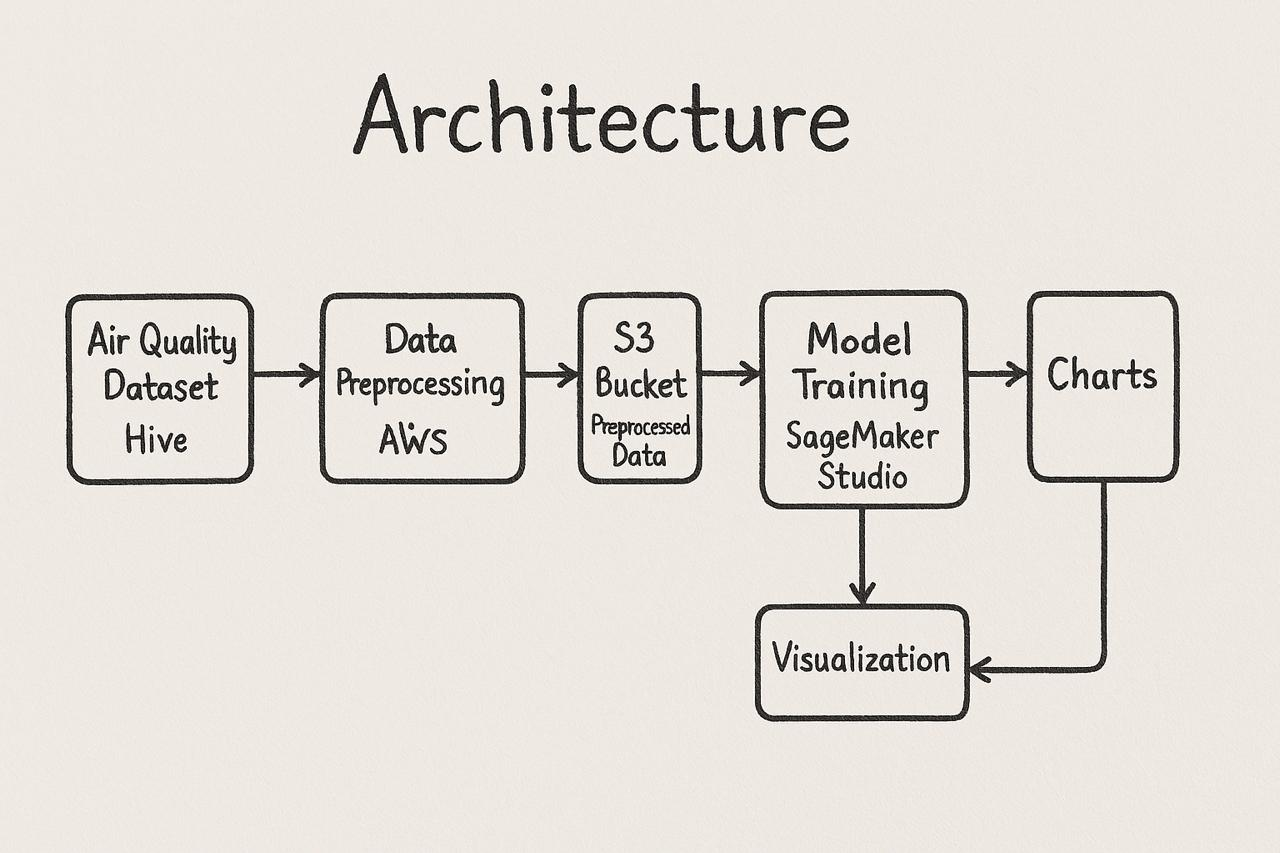 Architecture
Air Quality
Dataset
Hive
Data
Preprocessing
AWS
S3
Bucket
Preprocessed
Data
Model
Training
SageMaker
Studio
Charts
Visualization